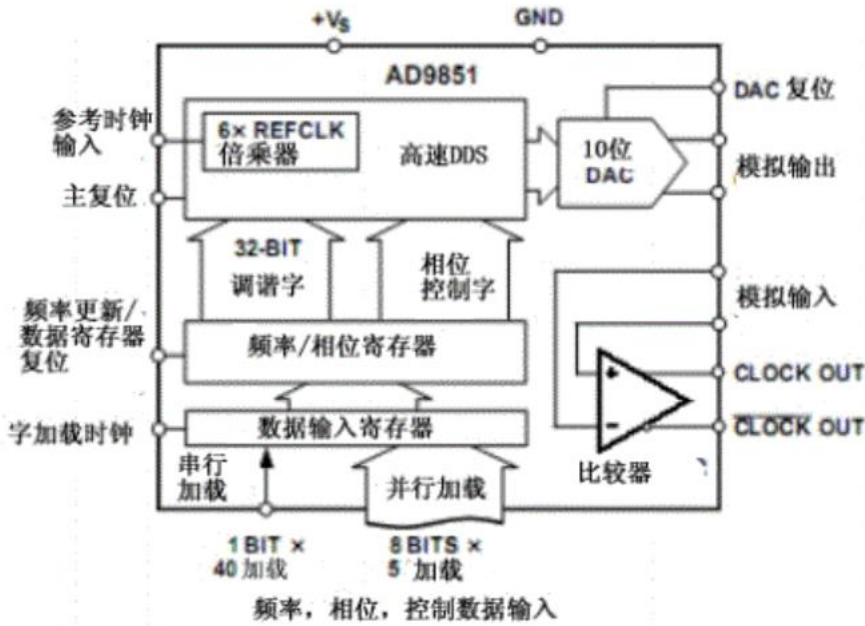 +VS
GND
AD9851
参考时钟
输入
6× REFCLK
倍乘器
高速DDS
10位
DAC
DAC 复位
模拟输出
主复位
32-BIT
调谐字
相位
控制字
模拟输入
频率更新/
数据寄存器
复位
频率/相位寄存器
+
CLOCK OUT
字加载时钟
数据输入寄存器
-
CLOCK OUT
串行
加载
并行加载
比较器
1 BIT ×
40 加载
8 BITS ×
5 加载
频率，相位，控制数据输入